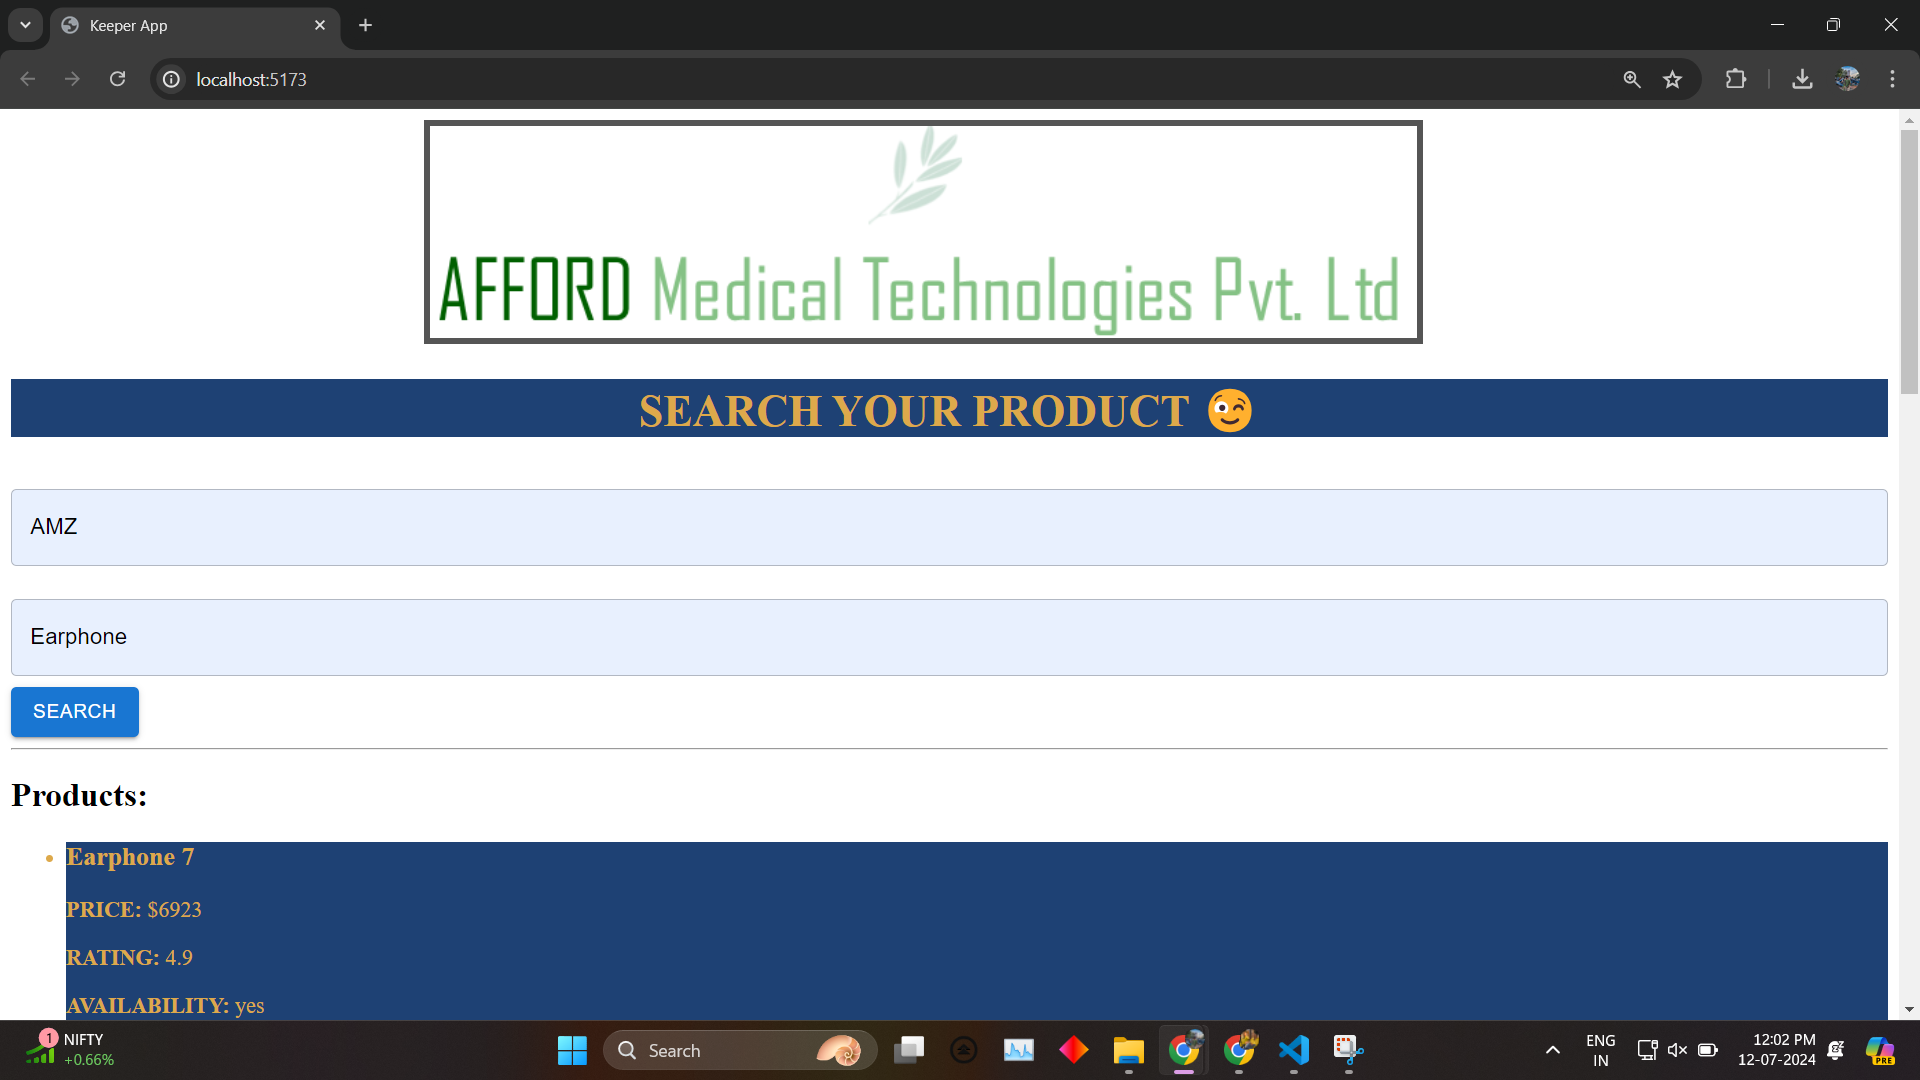 Keeper App
localhost:5173
AFFORD Medical Technologies Pvt. Ltd
SEARCH YOUR PRODUCT 😉
AMZ
Earphone
SEARCH
Products:
• Earphone 7
PRICE: $6923
RATING: 4.9
AVAILABILITY: yes
1
NIFTY
+0.66%
Search
ENG
IN
12:02 PM
12-07-2024
PRE